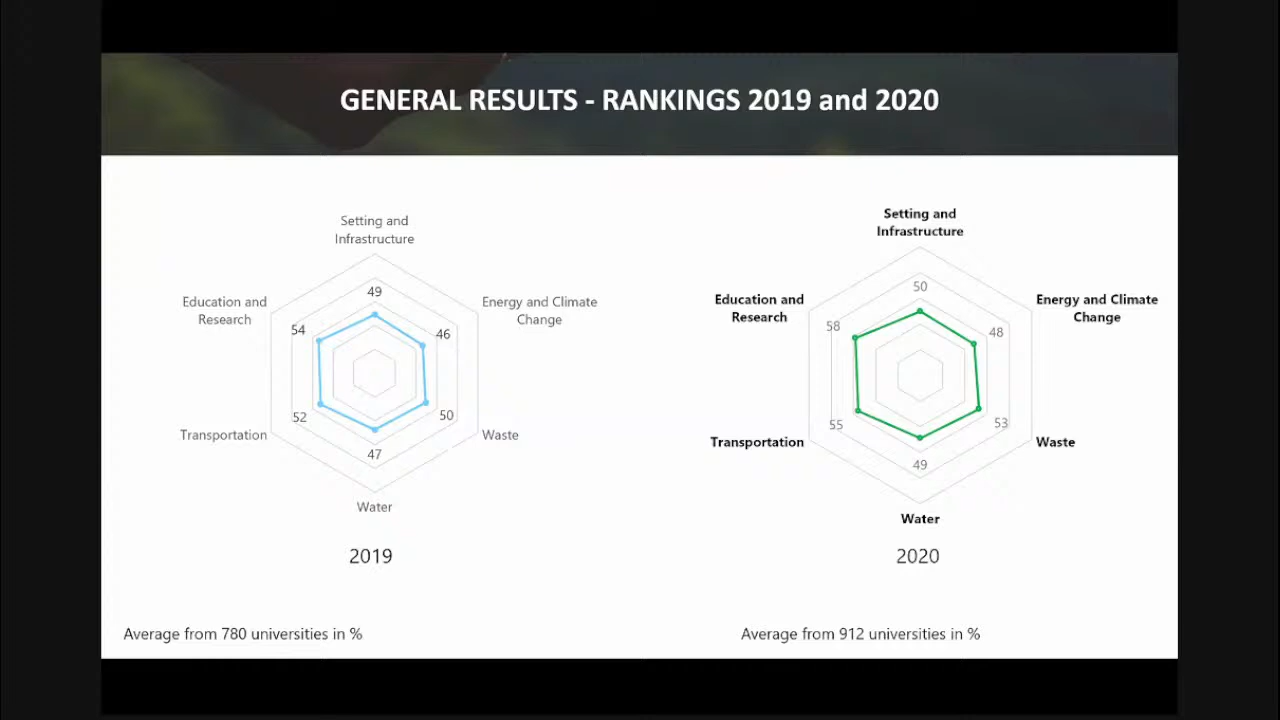 GENERAL RESULTS - RANKINGS 2019 and 2020
Setting and
Infrastructure
49
Energy and Climate
Change
46
Waste
50
Water
47
Transportation
52
Education and
Research
54
2019
Average from 780 universities in %
Setting and
Infrastructure
50
Energy and Climate
Change
48
Waste
53
Water
49
Transportation
55
Education and
Research
58
2020
Average from 912 universities in %